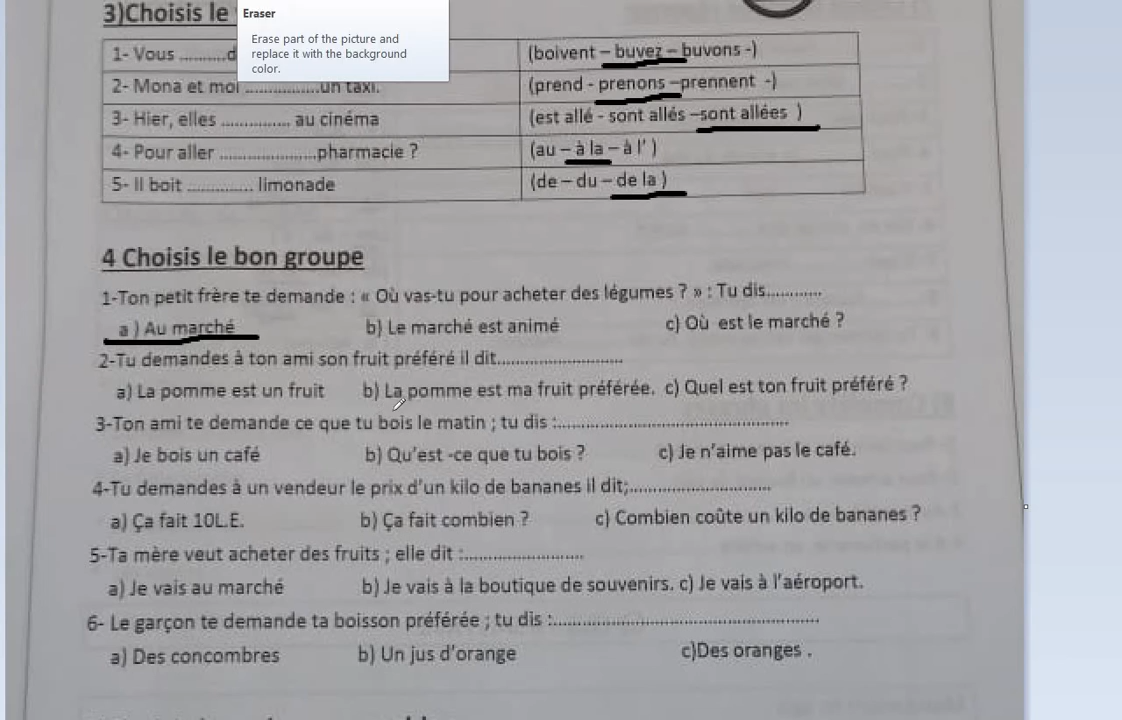 3)Choisis le
Eraser
Erase part of the picture and
replace it with the background
color.
1- Vous ...........d
(boivent – buvez – buvons -)
2- Mona et moi .................un taxi.
(prend - prenons –prennent -)
3- Hier, elles ............... au cinéma
(est allé - sont allés –sont allées )
4- Pour aller ......................pharmacie ?
(au – à la – à l' )
5- Il boit .............. limonade
(de – du – de la )
4 Choisis le bon groupe
1-Ton petit frère te demande : « Où vas-tu pour acheter des légumes ? » : Tu dis............
a ) Au marché b) Le marché est animé c) Où est le marché ?
2-Tu demandes à ton ami son fruit préféré il dit...........................
a) La pomme est un fruit b) La pomme est ma fruit préférée. c) Quel est ton fruit préféré ?
3-Ton ami te demande ce que tu bois le matin ; tu dis :..................................................
a) Je bois un café b) Qu'est -ce que tu bois ? c) Je n'aime pas le café.
4-Tu demandes à un vendeur le prix d'un kilo de bananes il dit;..............................
a) Ça fait 10L.E. b) Ça fait combien ? c) Combien coûte un kilo de bananes ?
5-Ta mère veut acheter des fruits ; elle dit :.........................
a) Je vais au marché b) Je vais à la boutique de souvenirs. c) Je vais à l'aéroport.
6- Le garçon te demande ta boisson préférée ; tu dis :.........................................................
a) Des concombres b) Un jus d'orange c)Des oranges .